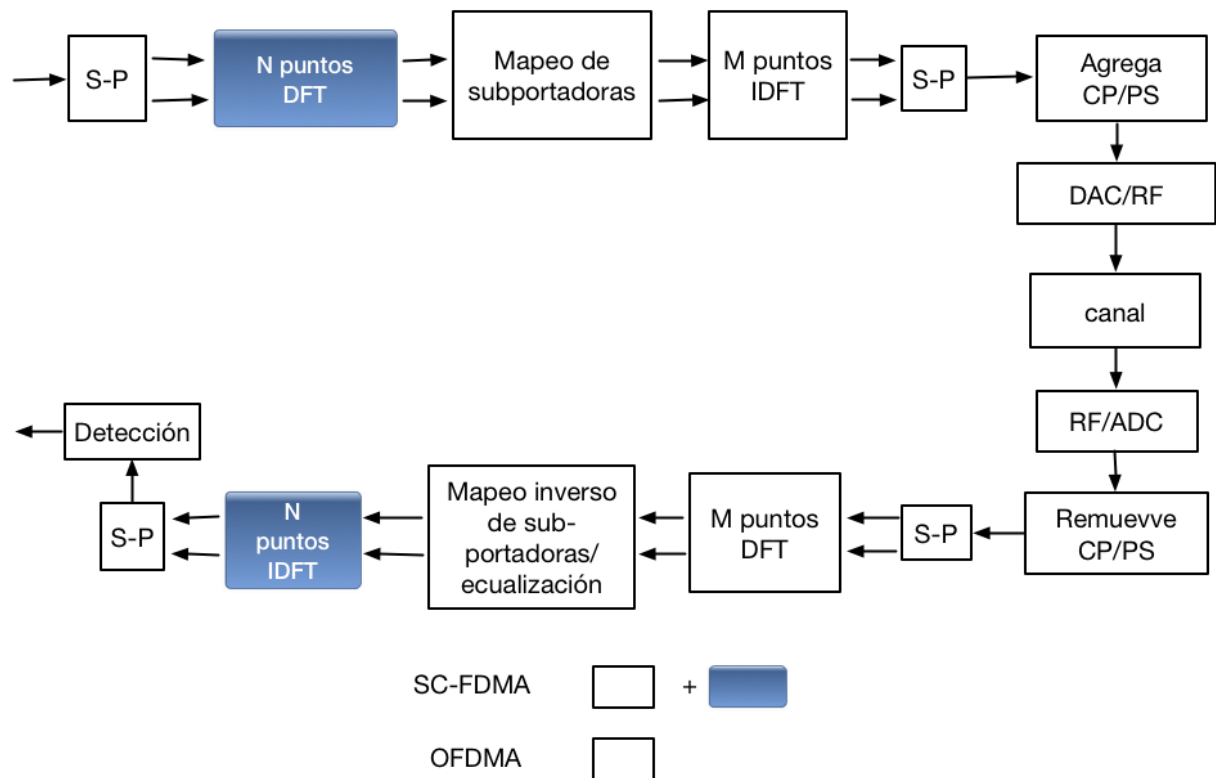 S-P
N puntos
DFT
Mapeo de
subportadoras
M puntos
IDFT
S-P
Agrega
CP/PS
DAC/RF
canal
RF/ADC
Remuevve
CP/PS
S-P
M puntos
DFT
Mapeo inverso
de sub-
portadoras/
ecualización
N
puntos
IDFT
S-P
Detección
SC-FDMA
+
OFDMA